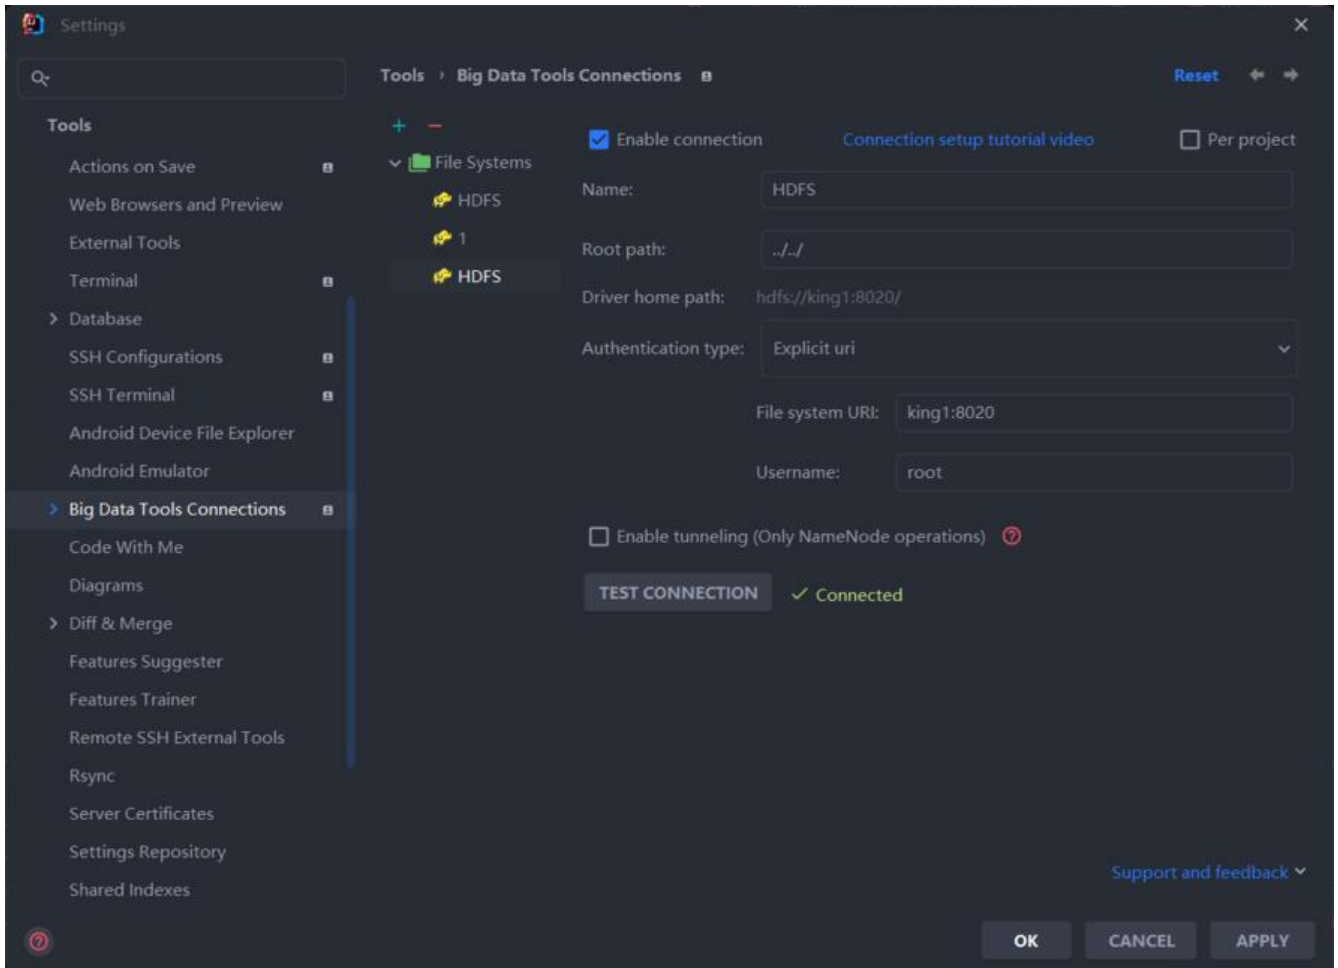 Settings
Tools › Big Data Tools Connections
Reset
Tools
Actions on Save
Web Browsers and Preview
External Tools
Terminal
Database
SSH Configurations
SSH Terminal
Android Device File Explorer
Android Emulator
Big Data Tools Connections
Code With Me
Diagrams
Diff & Merge
Features Suggester
Features Trainer
Remote SSH External Tools
Rsync
Server Certificates
Settings Repository
Shared Indexes
File Systems
HDFS
1
HDFS
Enable connection
Connection setup tutorial video
Per project
Name: HDFS
Root path: ../../
Driver home path: hdfs://king1:8020/
Authentication type: Explicit uri
File system URI: king1:8020
Username: root
Enable tunneling (Only NameNode operations)
TEST CONNECTION
Connected
Support and feedback
OK
CANCEL
APPLY